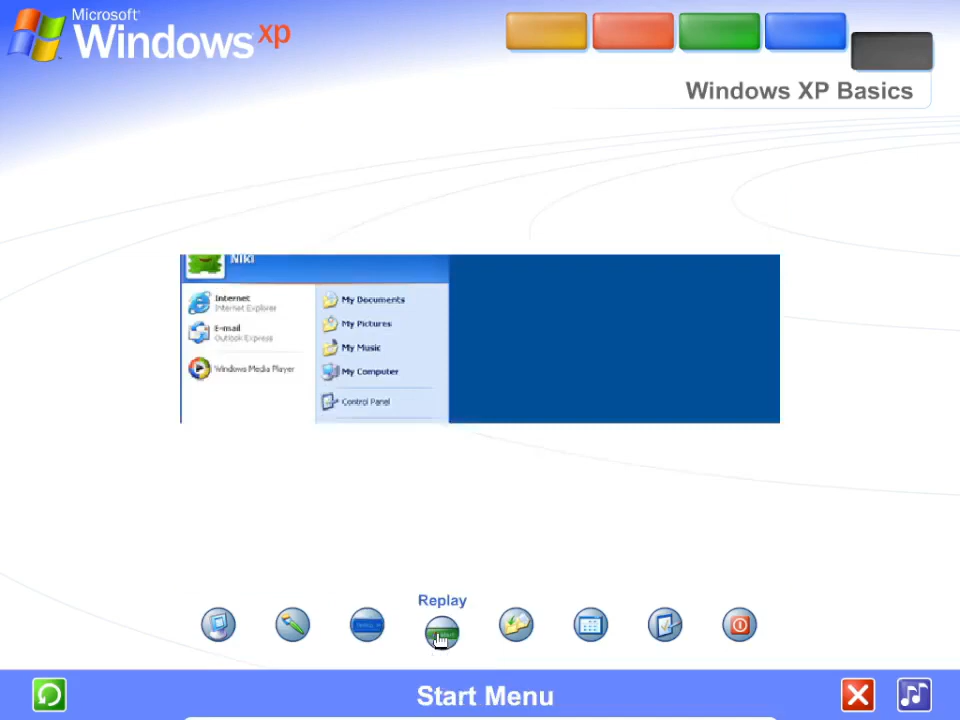 Microsoft®
Windows xp
Windows XP Basics
Niki
Internet
Internet Explorer
E-mail
Outlook Express
Windows Media Player
My Documents
My Pictures
My Music
My Computer
Control Panel
Replay
Start Menu